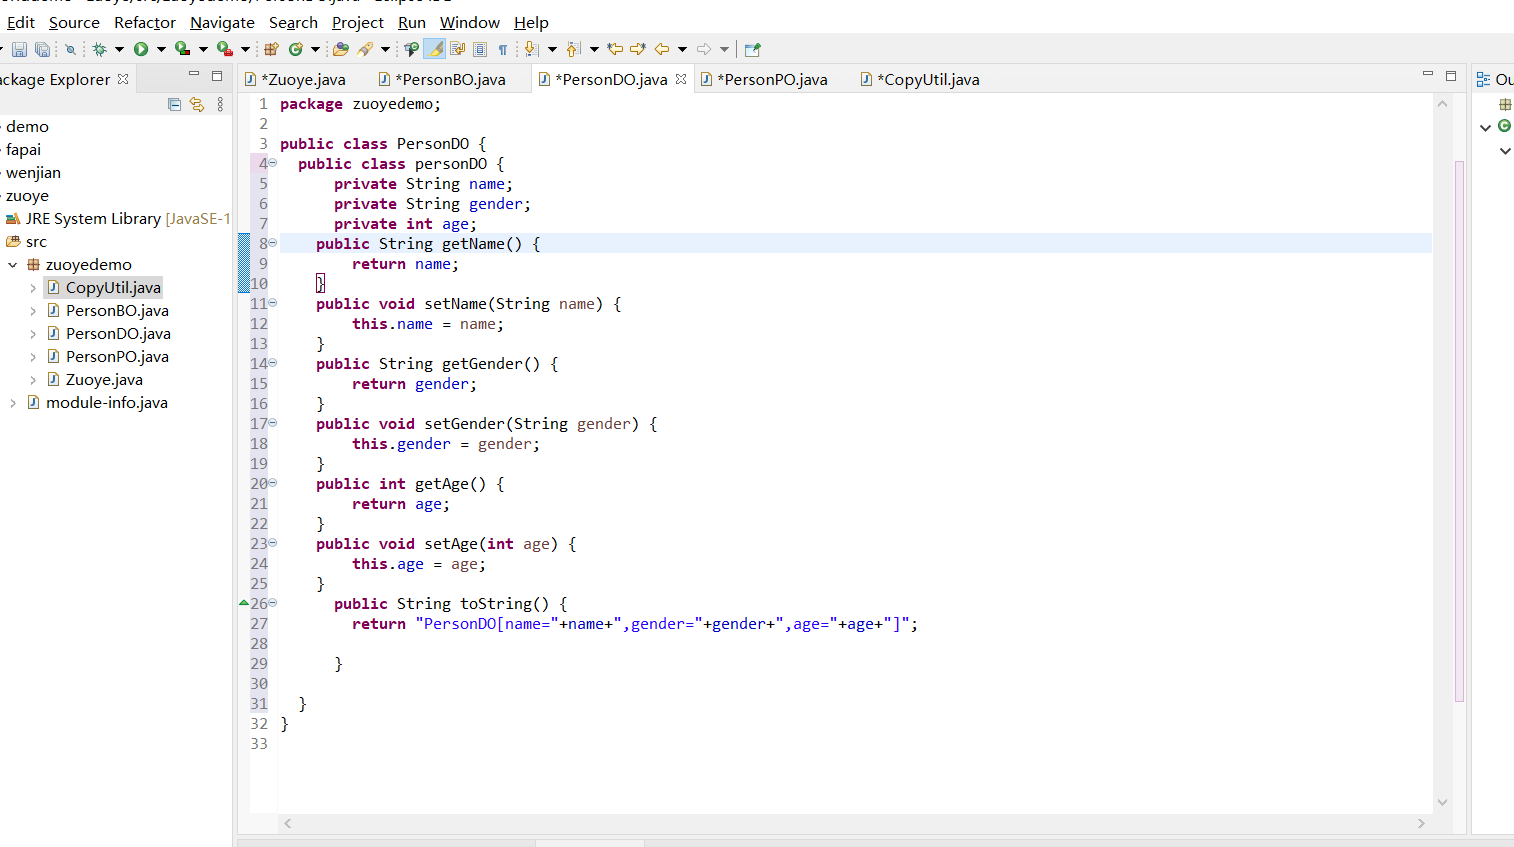 Edit Source Refactor Navigate Search Project Run Window Help
ackage Explorer
*Zuoye.java *PersonBO.java *PersonDO.java *PersonPO.java *CopyUtil.java
Ou
demo
fapai
wenjian
zuoye
JRE System Library [JavaSE-1
src
zuoyedemo
CopyUtil.java
PersonBO.java
PersonDO.java
PersonPO.java
Zuoye.java
module-info.java
1 package zuoyedemo;
2
3 public class PersonDO {
4 public class personDO {
5 private String name;
6 private String gender;
7 private int age;
8 public String getName() {
9 return name;
10 }
11 public void setName(String name) {
12 this.name = name;
13 }
14 public String getGender() {
15 return gender;
16 }
17 public void setGender(String gender) {
18 this.gender = gender;
19 }
20 public int getAge() {
21 return age;
22 }
23 public void setAge(int age) {
24 this.age = age;
25 }
26 public String toString() {
27 return "PersonDO[name="+name+",gender="+gender+",age="+age+"]";
28
29 }
30
31 }
32 }
33